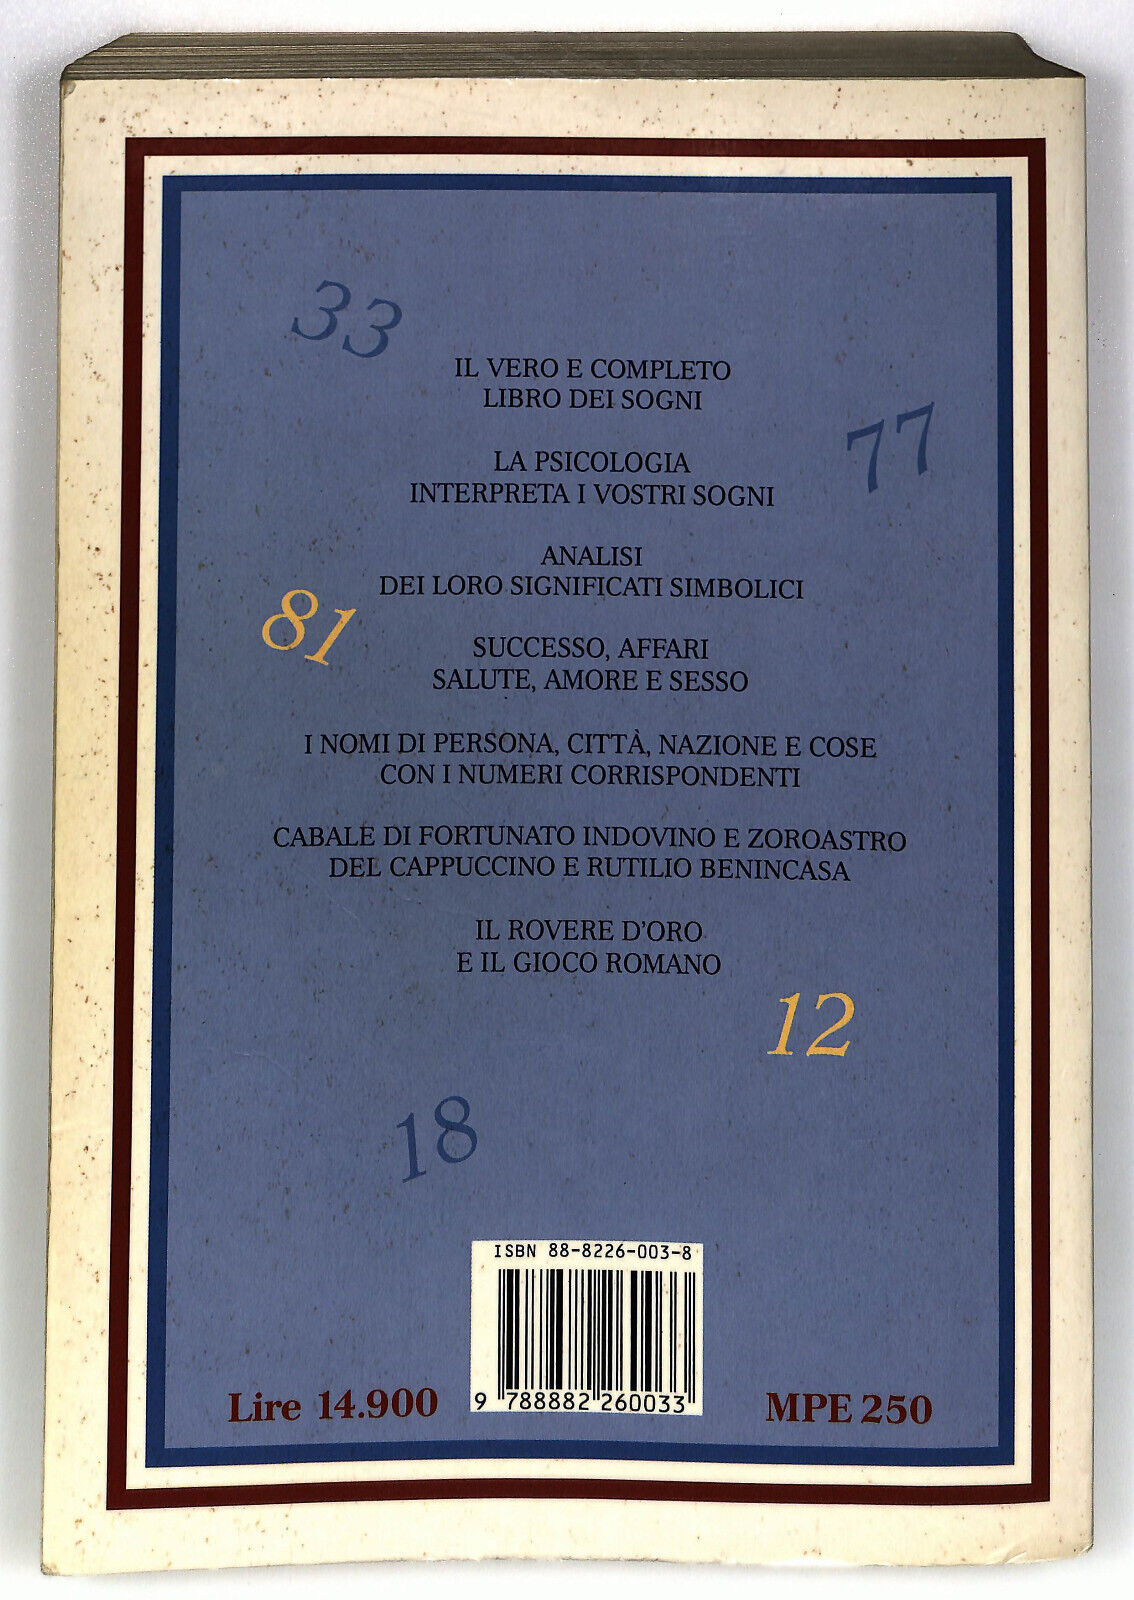 33
IL VERO E COMPLETO
LIBRO DEI SOGNI
77
LA PSICOLOGIA
INTERPRETA I VOSTRI SOGNI
ANALISI
DEI LORO SIGNIFICATI SIMBOLICI
81
SUCCESSO, AFFARI
SALUTE, AMORE E SESSO
I NOMI DI PERSONA, CITTÀ, NAZIONE E COSE
CON I NUMERI CORRISPONDENTI
CABALE DI FORTUNATO INDOVINO E ZOROASTRO
DEL CAPPUCCINO E RUTILIO BENINCASA
IL ROVERE D'ORO
E IL GIOCO ROMANO
12
18
ISBN 88-8226-003-8
9 788882 260033
Lire 14.900
MPE 250